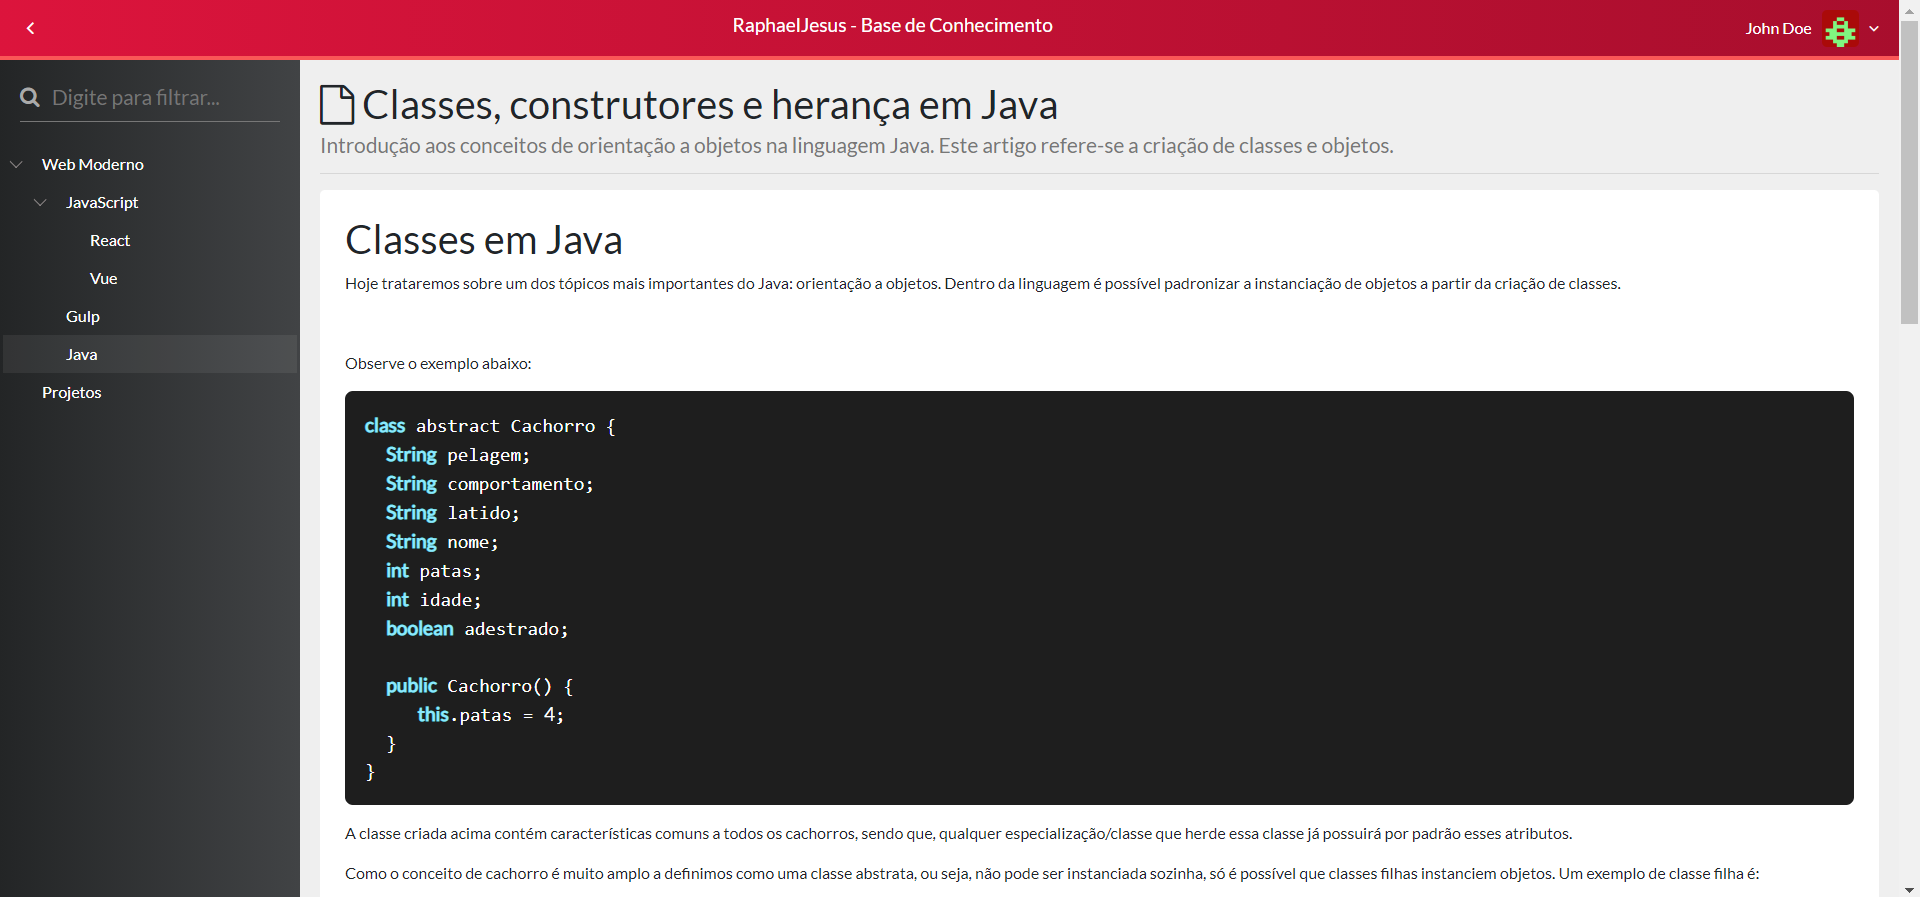 RaphaelJesus - Base de Conhecimento
John Doe
Digite para filtrar...
Web Moderno
JavaScript
React
Vue
Gulp
Java
Projetos
Classes, construtores e herança em Java
Introdução aos conceitos de orientação a objetos na linguagem Java. Este artigo refere-se a criação de classes e objetos.
Classes em Java
Hoje trataremos sobre um dos tópicos mais importantes do Java: orientação a objetos. Dentro da linguagem é possível padronizar a instanciação de objetos a partir da criação de classes.
Observe o exemplo abaixo:
class abstract Cachorro {
String pelagem;
String comportamento;
String latido;
String nome;
int patas;
int idade;
boolean adestrado;
public Cachorro() {
this.patas = 4;
}
}
A classe criada acima contém características comuns a todos os cachorros, sendo que, qualquer especialização/classe que herde essa classe já possuirá por padrão esses atributos.
Como o conceito de cachorro é muito amplo a definimos como uma classe abstrata, ou seja, não pode ser instanciada sozinha, só é possível que classes filhas instanciem objetos. Um exemplo de classe filha é: